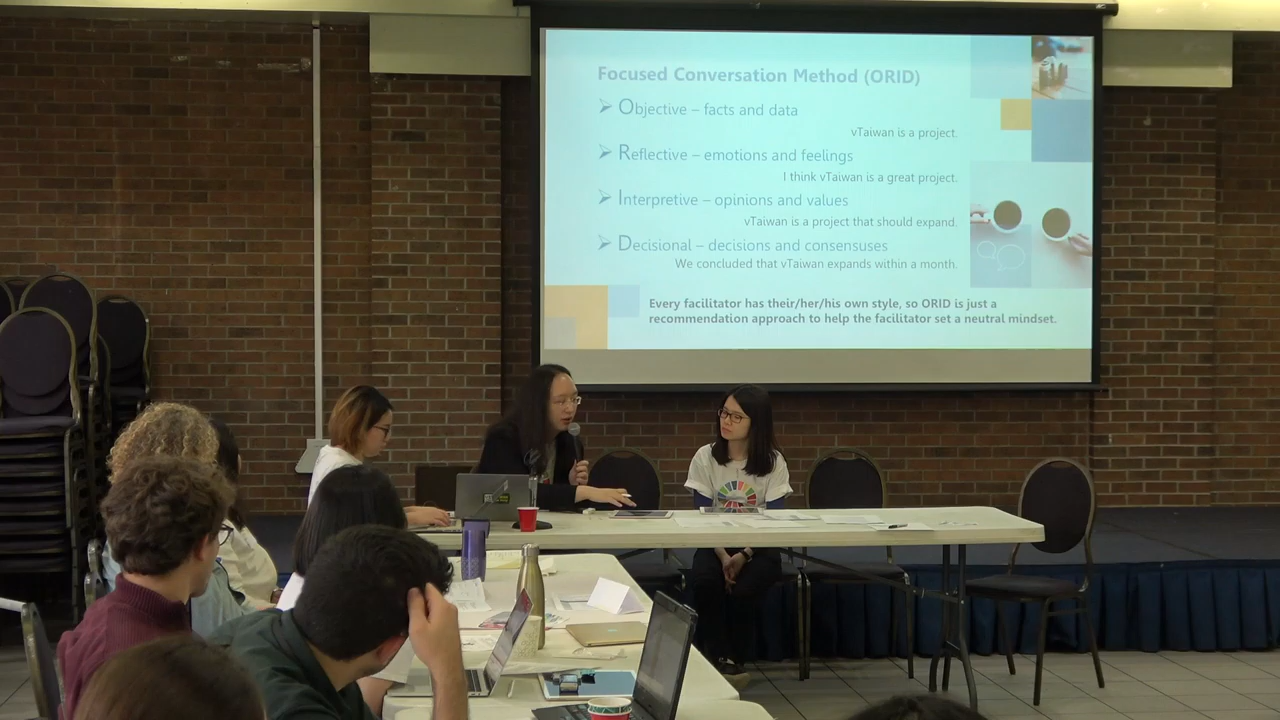 Focused Conversation Method (ORID)
Objective – facts and data
vTaiwan is a project.
Reflective – emotions and feelings
I think vTaiwan is a great project.
Interpretive – opinions and values
vTaiwan is a project that should expand.
Decisional – decisions and consensuses
We concluded that vTaiwan expands within a month.
Every facilitator has their/her/his own style, so ORID is just a
recommendation approach to help the facilitator set a neutral mindset.